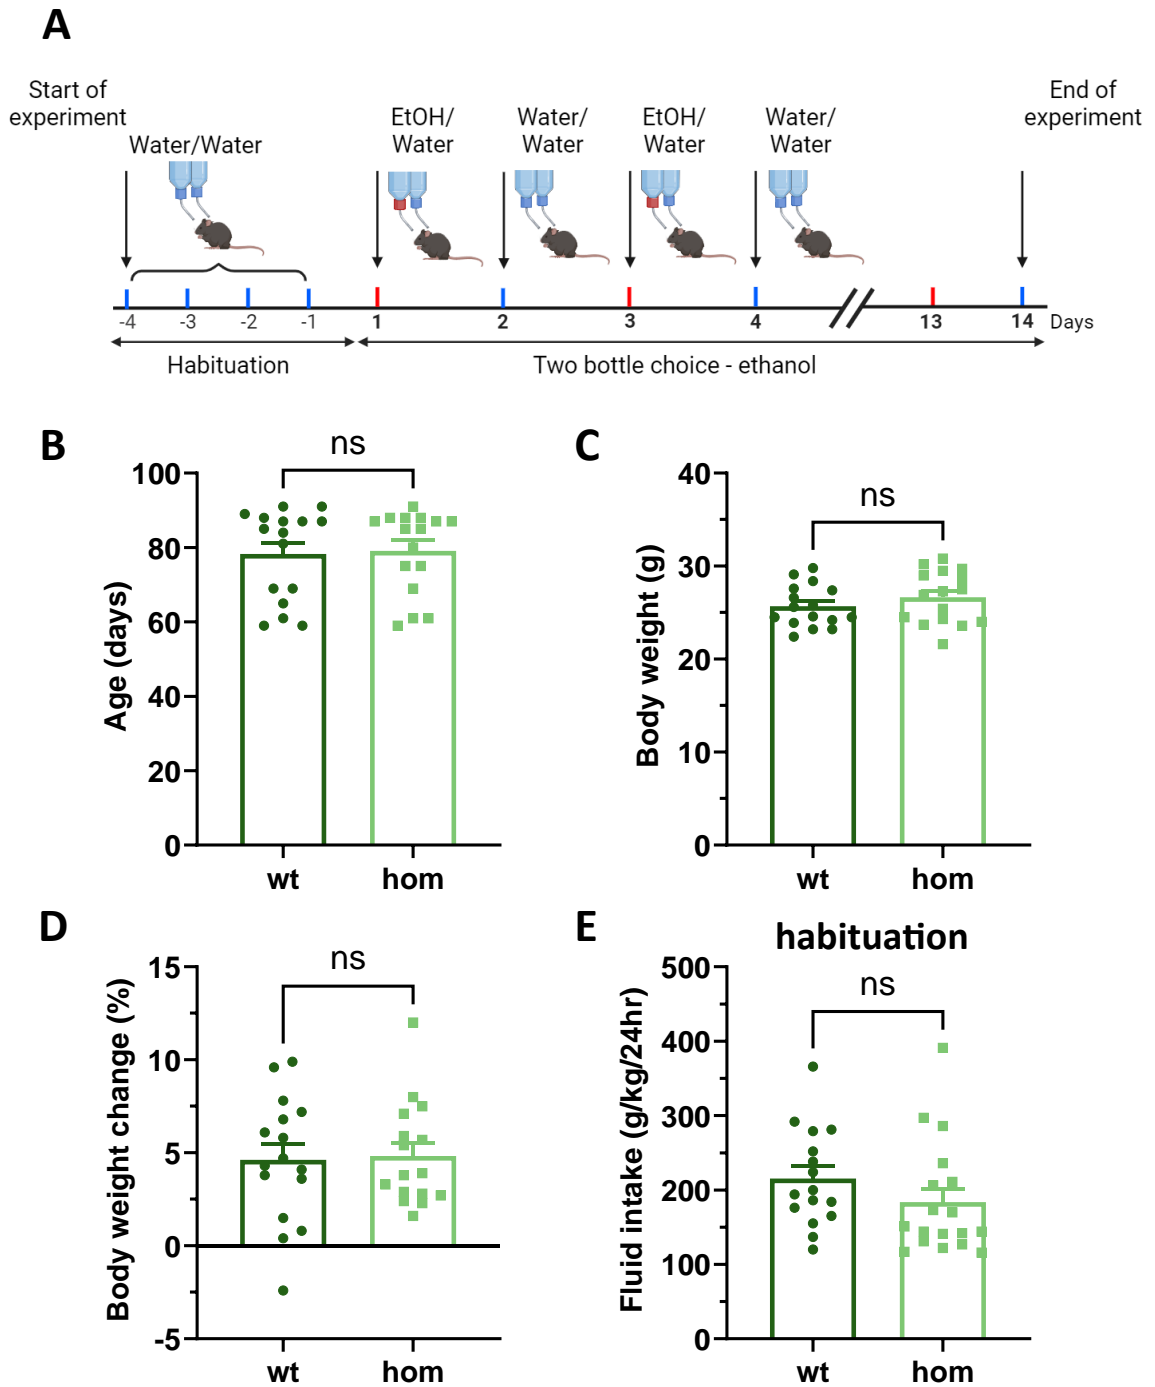 A
Start of
experiment
Water/Water
EtOH/
Water
Water/
Water
EtOH/
Water
Water/
Water
End of
experiment
-4 -3 -2 -1 1 2 3 4 13 14 Days
Habituation
Two bottle choice - ethanol
B
ns
100
80
60
40
20
0
Age (days)
wt hom
C
ns
40
30
20
10
0
Body weight (g)
wt hom
D
ns
15
10
5
0
-5
Body weight change (%)
wt hom
E
habituation
ns
500
400
300
200
100
0
Fluid intake (g/kg/24hr)
wt hom